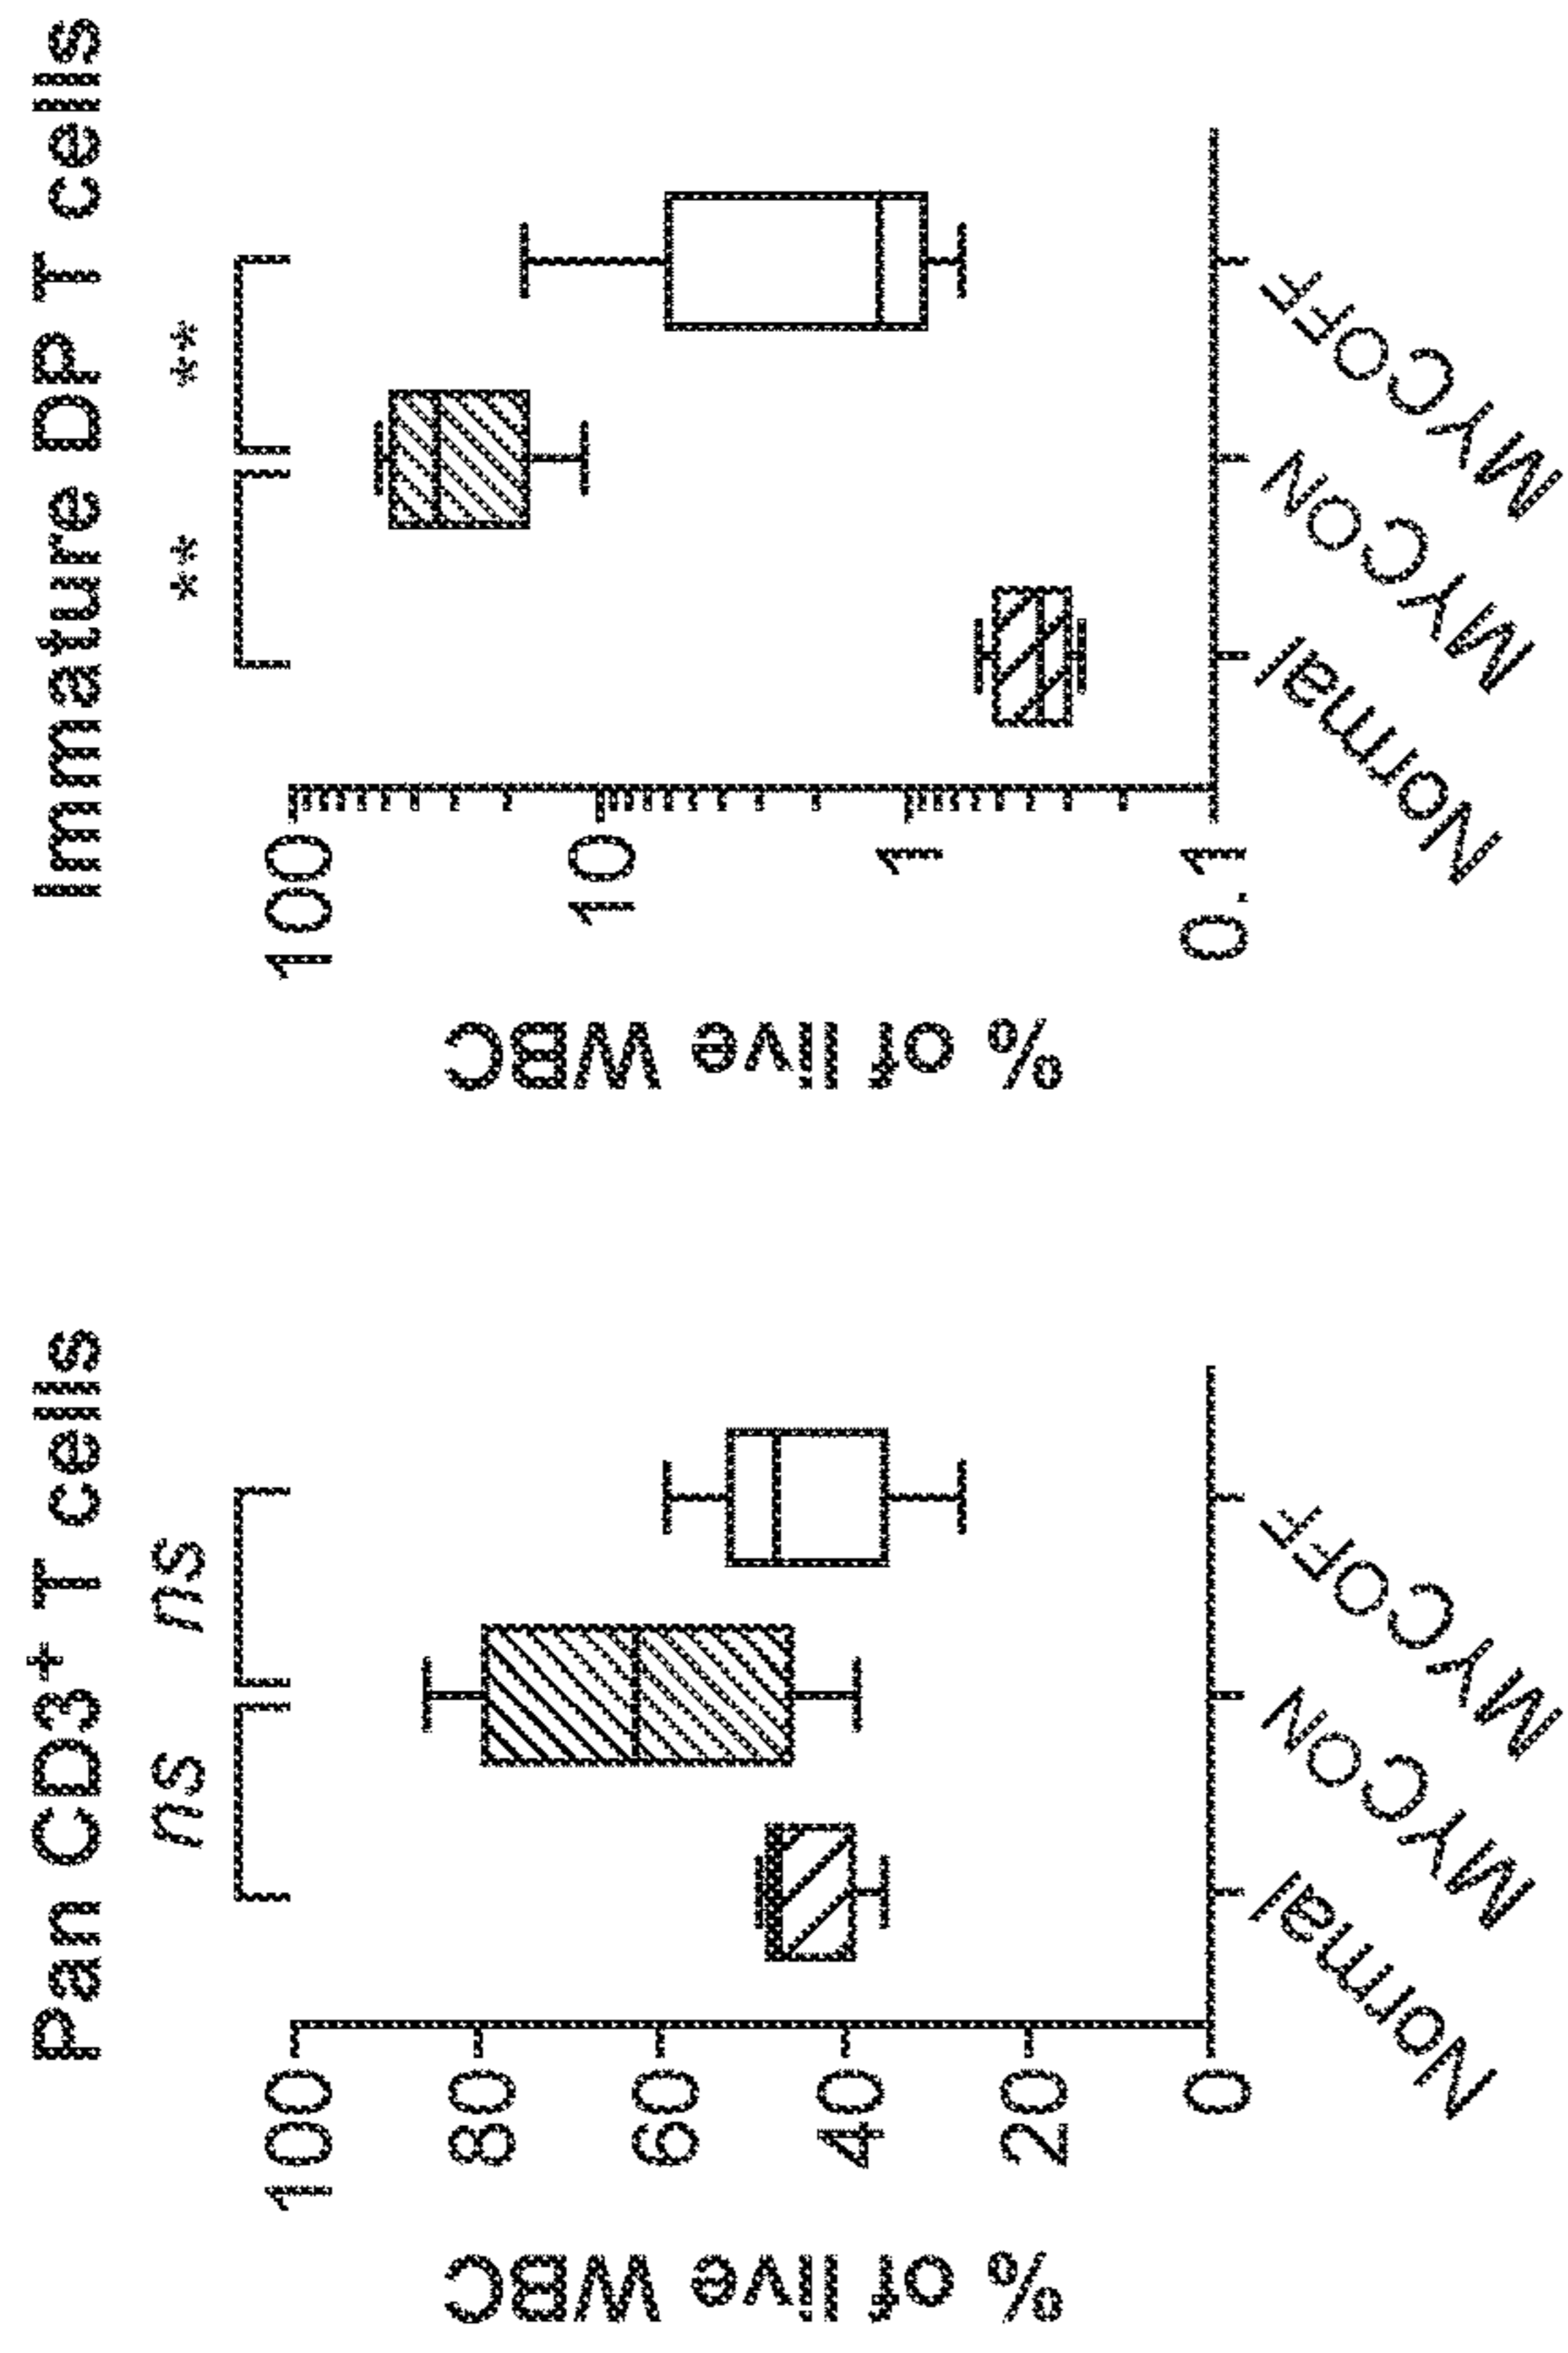 Pan CD3⁺ T cells
ns ns
% of live WBC
100
80
60
40
20
0
Normal
MYCON
MYCOFF
Immature DP T cells
** **
% of live WBC
100
10
1
0.1
Normal
MYCON
MYCOFF